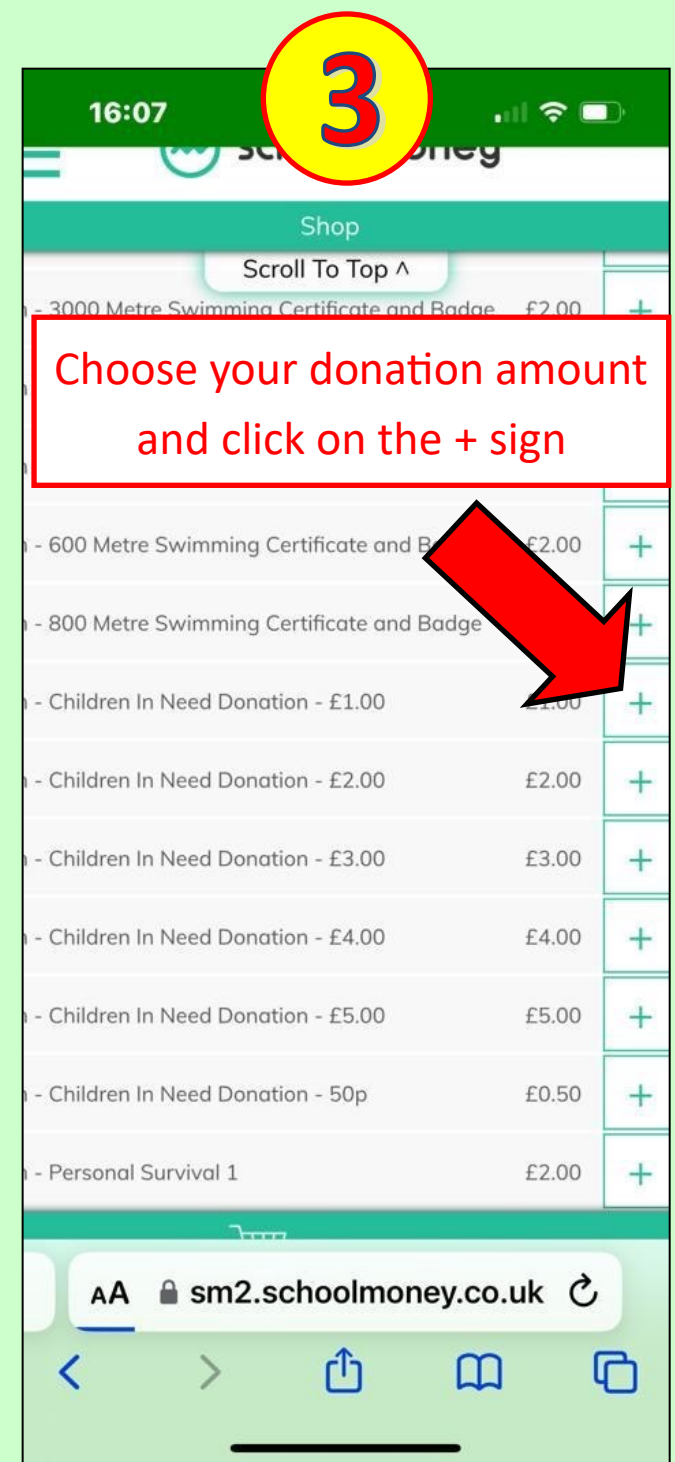 3
16:07
Shop
Scroll To Top ^
- 3000 Metre Swimming Certificate and Badge £2.00 +
Choose your donation amount
and click on the + sign
- 600 Metre Swimming Certificate and £2.00 +
- 800 Metre Swimming Certificate and Badge +
- Children In Need Donation - £1.00 £1.00 +
- Children In Need Donation - £2.00 £2.00 +
- Children In Need Donation - £3.00 £3.00 +
- Children In Need Donation - £4.00 £4.00 +
- Children In Need Donation - £5.00 £5.00 +
- Children In Need Donation - 50p £0.50 +
- Personal Survival 1 £2.00 +
AA sm2.schoolmoney.co.uk